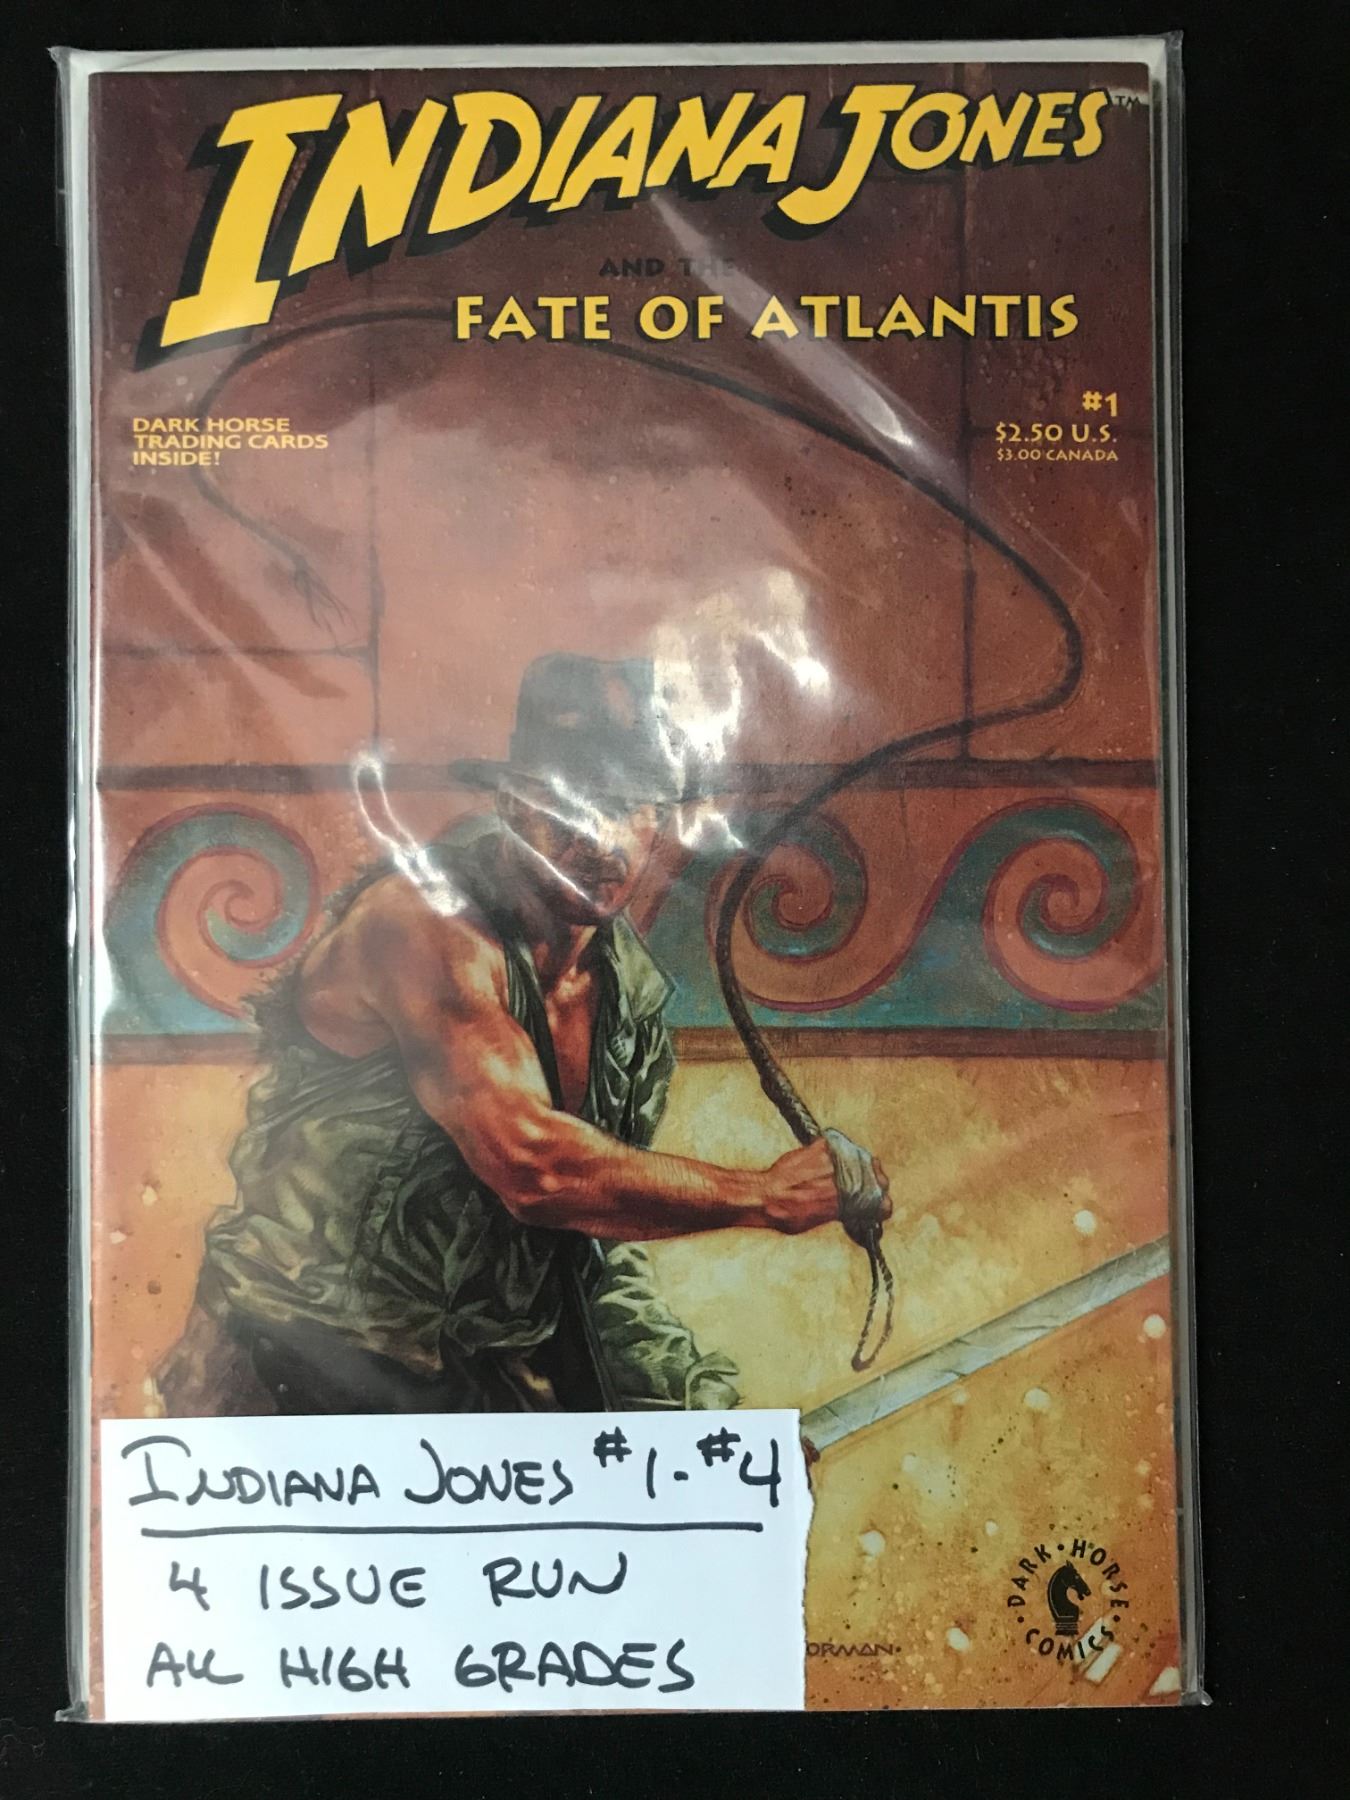 INDIANA JONES™
AND THE
FATE OF ATLANTIS
#1
$2.50 U.S.
$3.00 CANADA
DARK HORSE
TRADING CARDS
INSIDE!
INDIANA JONES #1-#4
4 ISSUE RUN
ALL HIGH GRADES
ORMAN
DARK HORSE
COMICS